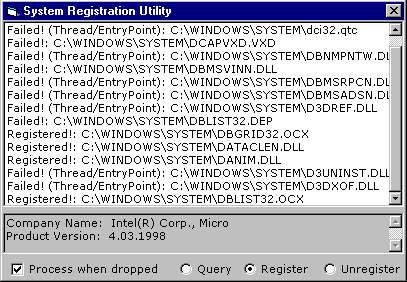 System Registration Utility
Failed! (Thread/EntryPoint): C:\WINDOWS\SYSTEM\dci32.qtc
Failed!: C:\WINDOWS\SYSTEM\DCAPVXD.VXD
Failed! (Thread/EntryPoint): C:\WINDOWS\SYSTEM\DBNMPNTW.DL
Failed!: C:\WINDOWS\SYSTEM\DBMSVINN.DLL
Failed! (Thread/EntryPoint): C:\WINDOWS\SYSTEM\DBMSRPCN.DL
Failed! (Thread/EntryPoint): C:\WINDOWS\SYSTEM\DBMSADSN.DL
Failed! (Thread/EntryPoint): C:\WINDOWS\SYSTEM\D3DREF.DLL
Failed!: C:\WINDOWS\SYSTEM\DBLIST32.DEP
Registered!: C:\WINDOWS\SYSTEM\DBGRID32.OCX
Registered!: C:\WINDOWS\SYSTEM\DATACLEN.DLL
Registered!: C:\WINDOWS\SYSTEM\DANIM.DLL
Failed! (Thread/EntryPoint): C:\WINDOWS\SYSTEM\D3UNINST.DLL
Failed! (Thread/EntryPoint): C:\WINDOWS\SYSTEM\D3DXOF.DLL
Registered!: C:\WINDOWS\SYSTEM\DBLIST32.OCX
Company Name: Intel(R) Corp., Micro
Product Version: 4.03.1998
Process when dropped Query Register Unregister